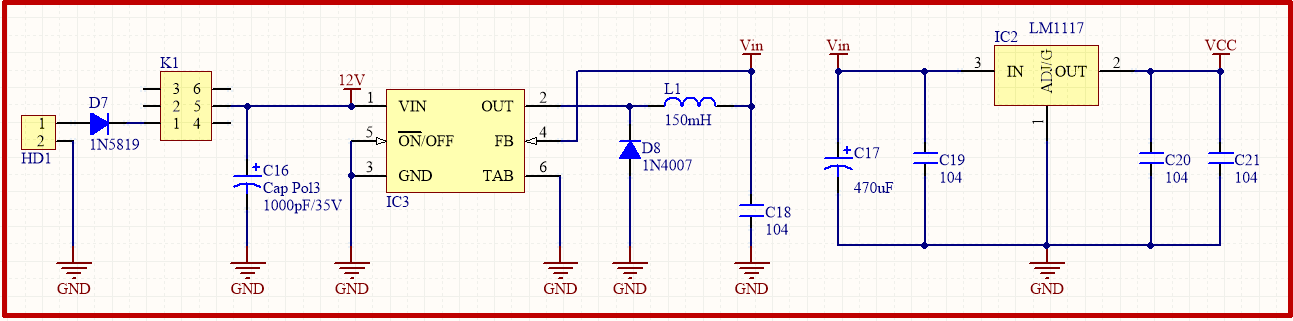 K1
3 6
2 5
1 4
D7
1N5819
1
2
HD1
GND
12V
C16
Cap Pol3
1000pF/35V
GND
1 VIN OUT 2
5 ON/OFF FB 4
3 GND TAB 6
IC3
GND
GND
L1
150mH
D8
1N4007
GND
Vin
C18
104
GND
Vin
C17
470uF
C19
104
IC2 LM1117
3 IN ADJ/G OUT 2
1
GND
VCC
C20
104
C21
104